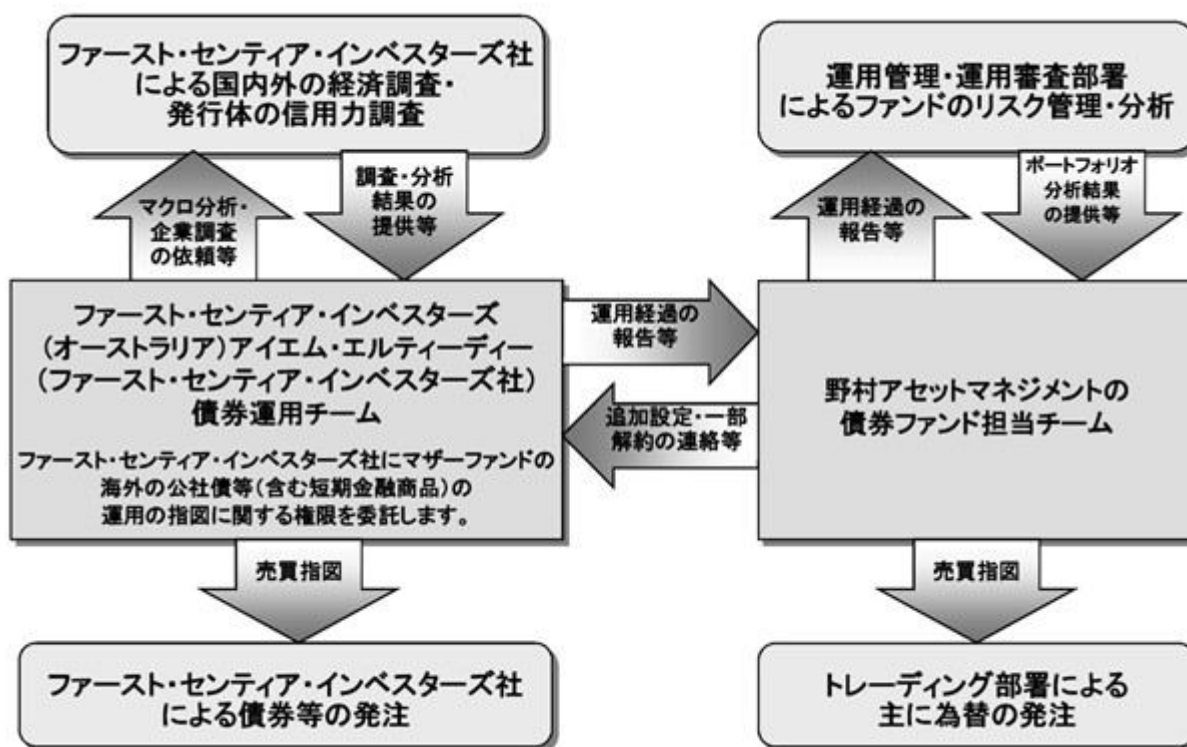 ファースト・センティア・インベスターズ社
による国内外の経済調査・
発行体の信用力調査
運用管理・運用審査部署
によるファンドのリスク管理・分析
マクロ分析・
企業調査
の依頼等
調査・分析
結果の
提供等
運用経過の
報告等
ポートフォリオ
分析結果
の提供等
ファースト・センティア・インベスターズ
(オーストラリア)アイエム・エルティーディー
(ファースト・センティア・インベスターズ社)
債券運用チーム
ファースト・センティア・インベスターズ社にマザーファンドの
海外の公社債等(含む短期金融商品)の
運用の指図に関する権限を委託します。
運用経過の
報告等
追加設定・一部
解約の連絡等
野村アセットマネジメントの
債券ファンド担当チーム
売買指図
売買指図
ファースト・センティア・インベスターズ社
による債券等の発注
トレーディング部署による
主に為替の発注